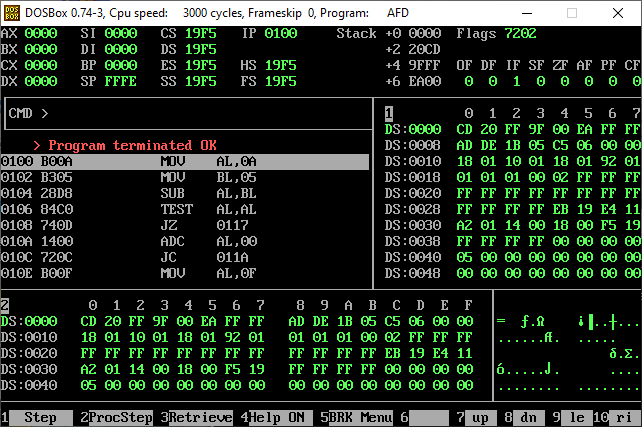 DOSBox 0.74-3, Cpu speed: 3000 cycles, Frameskip 0, Program: AFD
AX 0000 SI 0000 CS 19F5 IP 0100 Stack +0 0000 Flags 7202
BX 0000 DI 0000 DS 19F5 +2 20CD
CX 0000 BP 0000 ES 19F5 HS 19F5 +4 9FFF OF DF IF SF ZF AF PF CF
DX 0000 SP FFFE SS 19F5 FS 19F5 +6 EA00 0 0 1 0 0 0 0 0
CMD >
> Program terminated OK
0100 B00A MOV AL,0A
0102 B305 MOV BL,05
0104 28D8 SUB AL,BL
0106 84C0 TEST AL,AL
0108 740D JZ 0117
010A 1400 ADC AL,00
010C 720C JC 011A
010E B00F MOV AL,0F
1 0 1 2 3 4 5 6 7
DS:0000 CD 20 FF 9F 00 EA FF FF
DS:0008 AD DE 1B 05 C5 06 00 00
DS:0010 18 01 10 01 18 01 92 01
DS:0018 01 01 01 00 02 FF FF FF
DS:0020 FF FF FF FF FF FF FF FF
DS:0028 FF FF FF FF EB 19 E4 11
DS:0030 A2 01 14 00 18 00 F5 19
DS:0038 FF FF FF FF 00 00 00 00
DS:0040 05 00 00 00 00 00 00 00
DS:0048 00 00 00 00 00 00 00 00
2 0 1 2 3 4 5 6 7 8 9 A B C D E F
DS:0000 CD 20 FF 9F 00 EA FF FF AD DE 1B 05 C5 06 00 00 = ƒ.Ω ¡▐..┼...
DS:0010 18 01 10 01 18 01 92 01 01 01 01 00 02 FF FF FF ......Æ. .....
DS:0020 FF FF FF FF FF FF FF FF FF FF FF FF EB 19 E4 11 δ.Σ.
DS:0030 A2 01 14 00 18 00 F5 19 FF FF FF FF 00 00 00 00 ó.....⌡. ....
DS:0040 05 00 00 00 00 00 00 00 00 00 00 00 00 00 00 00 ........ ........
1 Step 2 ProcStep 3 Retrieve 4 Help ON 5 BRK Menu 6 7 up 8 dn 9 le 10 ri